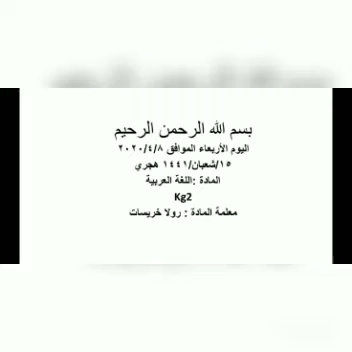 بسم الله الرحمن الرحيم
اليوم الأربعاء الموافق ٢٠٢٠/٤/٨
١٥/شعبان/١٤٤١ هجري
المادة :اللغة العربية
Kg2
معلمة المادة : رولا خريسات